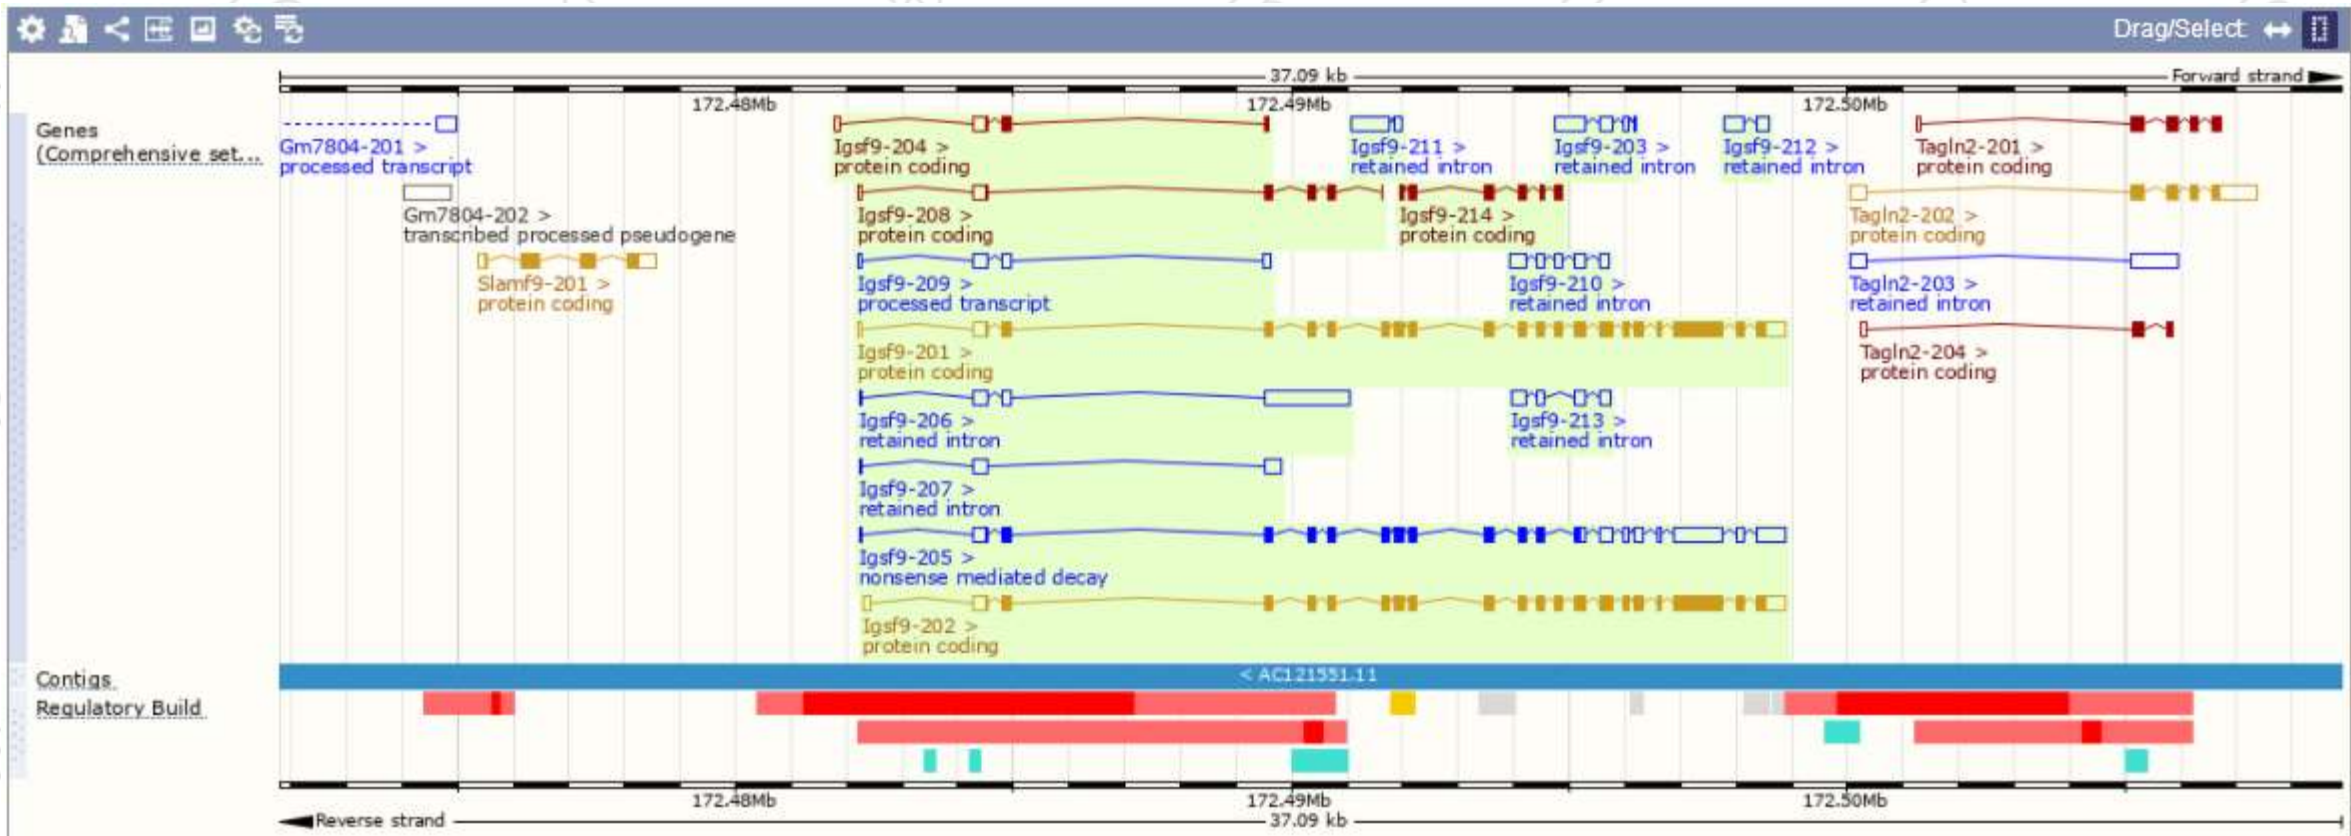 Drag/Select:
37.09 kb
Forward strand
172.48Mb 172.49Mb 172.50Mb
Genes
(Comprehensive set...
Gm7804-201 >
processed transcript
Igsf9-204 >
protein coding
Igsf9-211 >
retained intron
Igsf9-203 >
retained intron
Igsf9-212 >
retained intron
Tagln2-201 >
protein coding
Gm7804-202 >
transcribed processed pseudogene
Igsf9-208 >
protein coding
Igsf9-214 >
protein coding
Tagln2-202 >
protein coding
Slamf9-201 >
protein coding
Igsf9-209 >
processed transcript
Igsf9-210 >
retained intron
Tagln2-203 >
retained intron
Igsf9-201 >
protein coding
Tagln2-204 >
protein coding
Igsf9-206 >
retained intron
Igsf9-213 >
retained intron
Igsf9-207 >
retained intron
Igsf9-205 >
nonsense mediated decay
Igsf9-202 >
protein coding
Contigs
< AC121551.11
Regulatory Build
172.48Mb 172.49Mb 172.50Mb
Reverse strand
37.09 kb